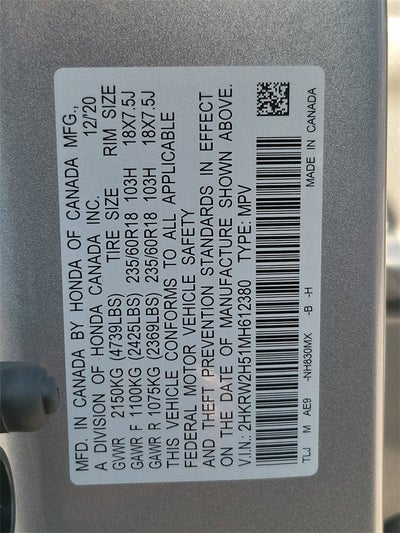 MFD. IN CANADA BY HONDA OF CANADA MFG.,
A DIVISION OF HONDA CANADA INC. 12/20
GVWR 2150KG (4739LBS) TIRE SIZE RIM SIZE
GAWR F 1100KG (2425LBS) 235/60R18 103H 18X7.5J
GAWR R 1075KG (2369LBS) 235/60R18 103H 18X7.5J
THIS VEHICLE CONFORMS TO ALL APPLICABLE
FEDERAL MOTOR VEHICLE SAFETY
AND THEFT PREVENTION STANDARDS IN EFFECT
ON THE DATE OF MANUFACTURE SHOWN ABOVE.
V.I.N.: 2HKRW2H51MH612380 TYPE: MPV
TLJ M AE9 -NH830MX -B -H MADE IN CANADA